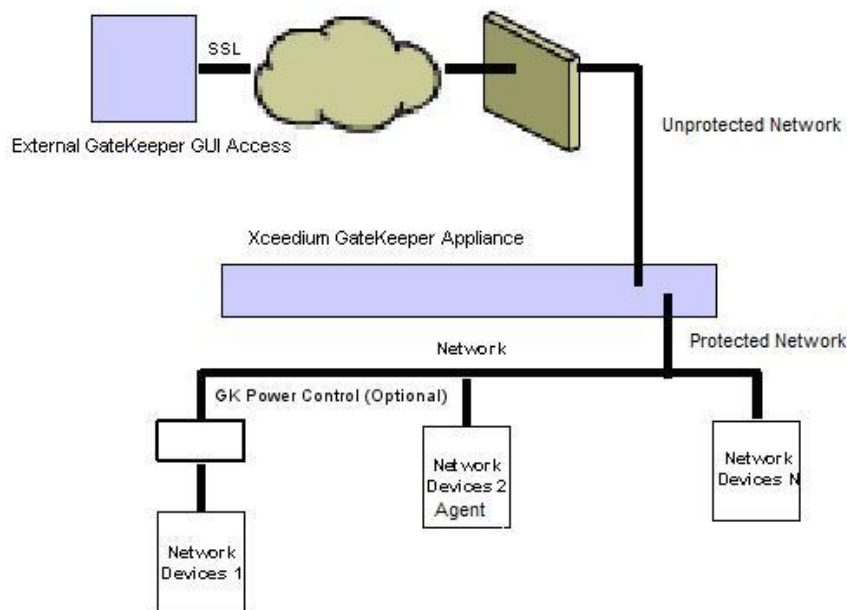 SSL
External GateKeeper GUI Access
Unprotected Network
Xceedium GateKeeper Appliance
Protected Network
Network
GK Power Control (Optional)
Network
Devices 2
Agent
Network
Devices N
Network
Devices 1